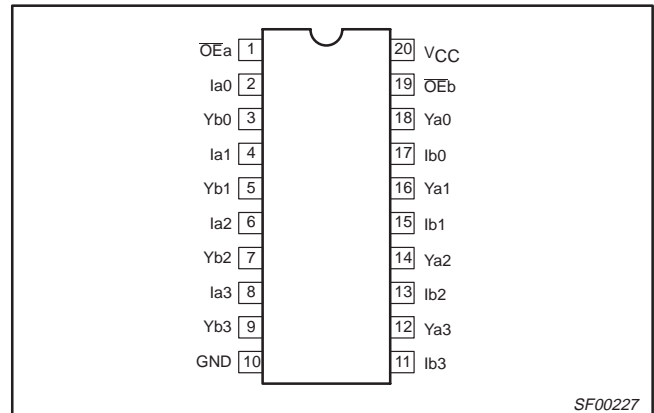 O̅E̅a 1 20 VCC
Ia0 2 19 O̅E̅b
Yb0 3 18 Ya0
Ia1 4 17 Ib0
Yb1 5 16 Ya1
Ia2 6 15 Ib1
Yb2 7 14 Ya2
Ia3 8 13 Ib2
Yb3 9 12 Ya3
GND 10 11 Ib3
SF00227